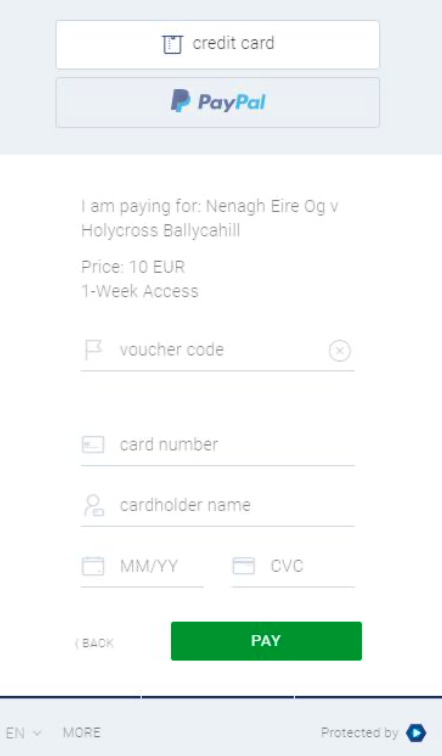 credit card
PayPal
I am paying for: Nenagh Eire Og v
Holycross Ballycahill
Price: 10 EUR
1-Week Access
voucher code
card number
cardholder name
MM/YY CVC
BACK PAY
EN MORE Protected by